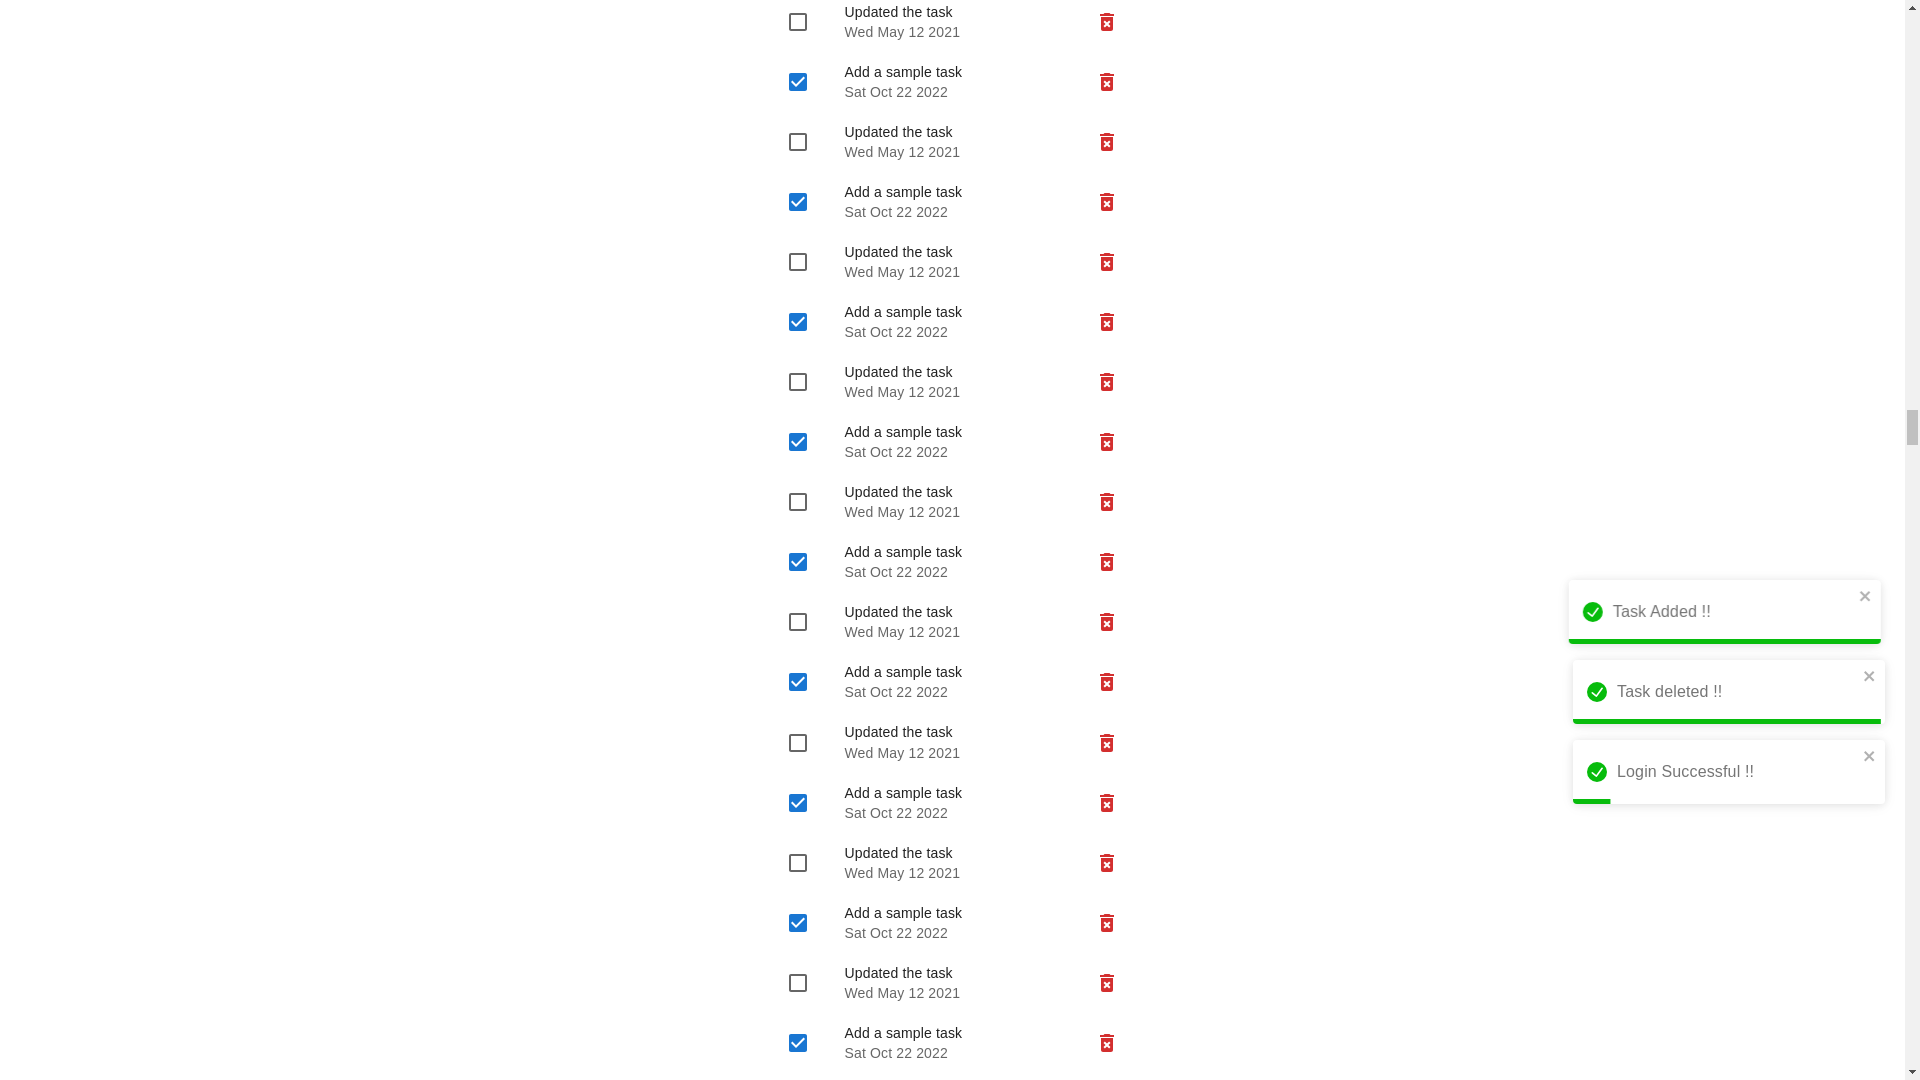 Updated the task
Wed May 12 2021
Add a sample task
Sat Oct 22 2022
Updated the task
Wed May 12 2021
Add a sample task
Sat Oct 22 2022
Updated the task
Wed May 12 2021
Add a sample task
Sat Oct 22 2022
Updated the task
Wed May 12 2021
Add a sample task
Sat Oct 22 2022
Updated the task
Wed May 12 2021
Add a sample task
Sat Oct 22 2022
Updated the task
Wed May 12 2021
Add a sample task
Sat Oct 22 2022
Updated the task
Wed May 12 2021
Add a sample task
Sat Oct 22 2022
Updated the task
Wed May 12 2021
Add a sample task
Sat Oct 22 2022
Updated the task
Wed May 12 2021
Add a sample task
Sat Oct 22 2022
Task Added !!
Task deleted !!
Login Successful !!